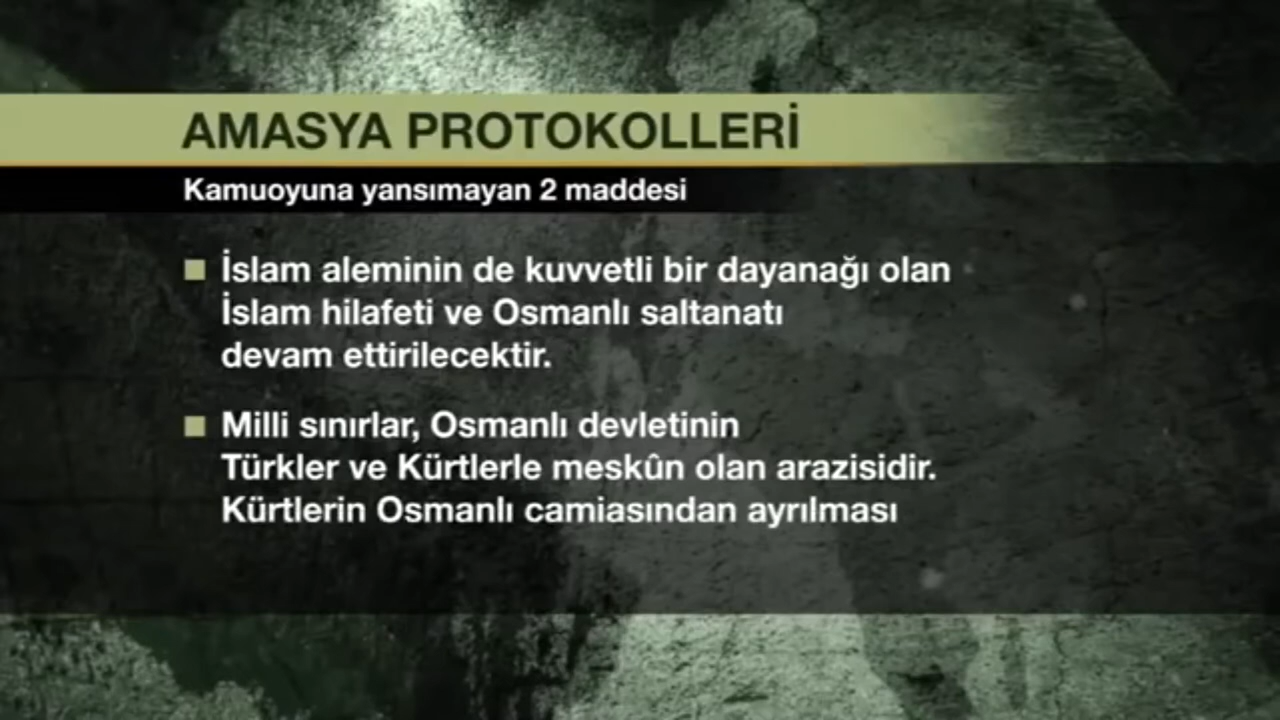 AMASYA PROTOKOLLERİ
Kamuoyuna yansımayan 2 maddesi
İslam aleminin de kuvvetli bir dayanağı olan
İslam hilafeti ve Osmanlı saltanatı
devam ettirilecektir.
Milli sınırlar, Osmanlı devletinin
Türkler ve Kürtlerle meskûn olan arazisidir.
Kürtlerin Osmanlı camiasından ayrılması